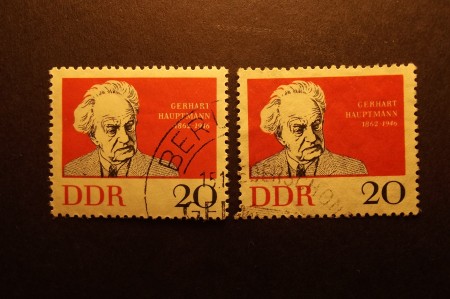 GERHART
HAUPTMANN
1862-1946
DDR 20
GERHART
HAUPTMANN
1862-1946
DDR 20